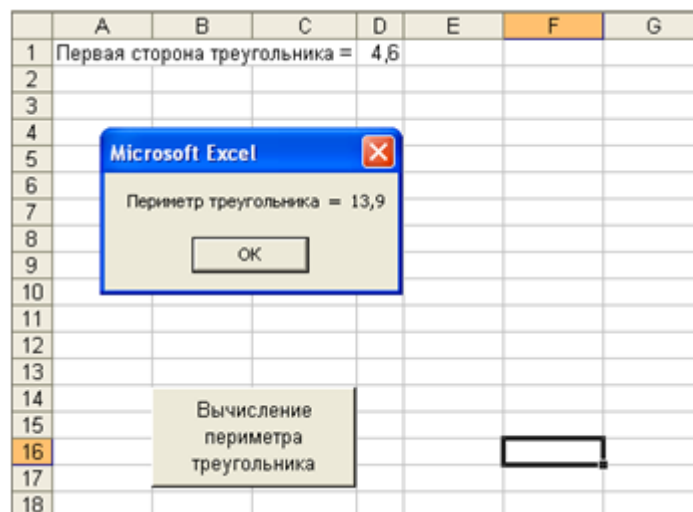 A B C D E F G
1 Первая сторона треугольника = 4,6
2
3
4
5 Microsoft Excel
6
7 Периметр треугольника = 13,9
8
9 OK
10
11
12
13
14 Вычисление
15 периметра
16 треугольника
17
18